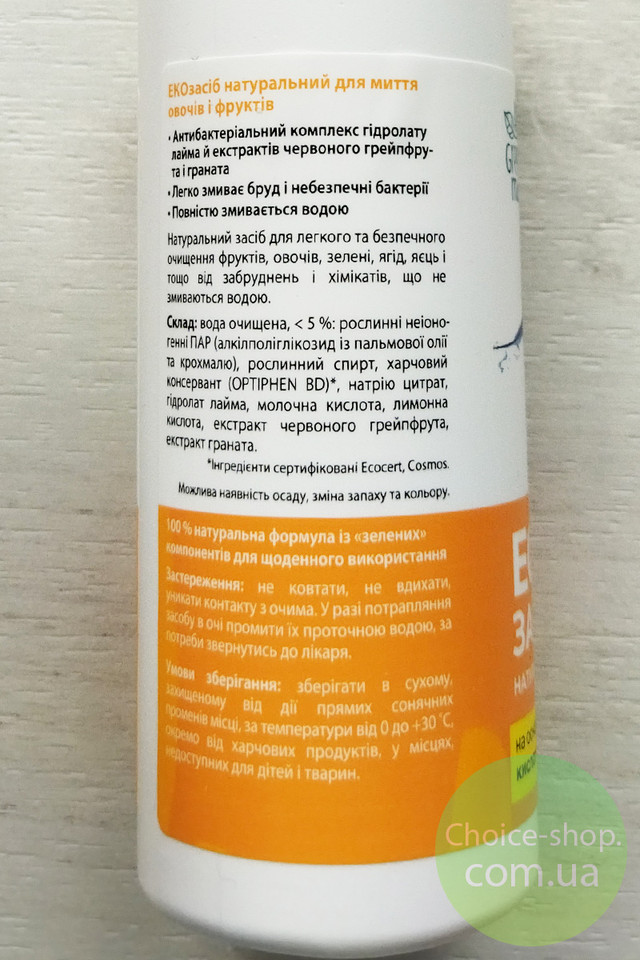 ЕКОзасіб натуральний для миття
овочів і фруктів
• Антибактеріальний комплекс гідролату
лайма й екстрактів червоного грейпфру-
та і граната
• Легко змиває бруд і небезпечні бактерії
• Повністю змивається водою
Натуральний засіб для легкого та безпечного
очищення фруктів, овочів, зелені, ягід, яєць і
тощо від забруднень і хімікатів, що не
змиваються водою.
Склад: вода очищена, < 5 %: рослинні неіоно-
генні ПАР (алкілполіглікозид із пальмової олії
та крохмалю), рослинний спирт, харчовий
консервант (OPTIPHEN BD)*, натрію цитрат,
гідролат лайма, молочна кислота, лимонна
кислота, екстракт червоного грейпфрута,
екстракт граната.
*Інгредієнти сертифіковані Ecocert, Cosmos.
Можлива наявність осаду, зміна запаху та кольору.
100 % натуральна формула із «зелених»
компонентів для щоденного використання
Застереження: не ковтати, не вдихати,
уникати контакту з очима. У разі потрапляння
засобу в очі промити їх проточною водою, за
потреби звернутись до лікаря.
Умови зберігання: зберігати в сухому,
захищеному від дії прямих сонячних
променів місці, за температури від 0 до +30 °С,
окремо від харчових продуктів, у місцях,
недоступних для дітей і тварин.
Choice-shop.
com.ua